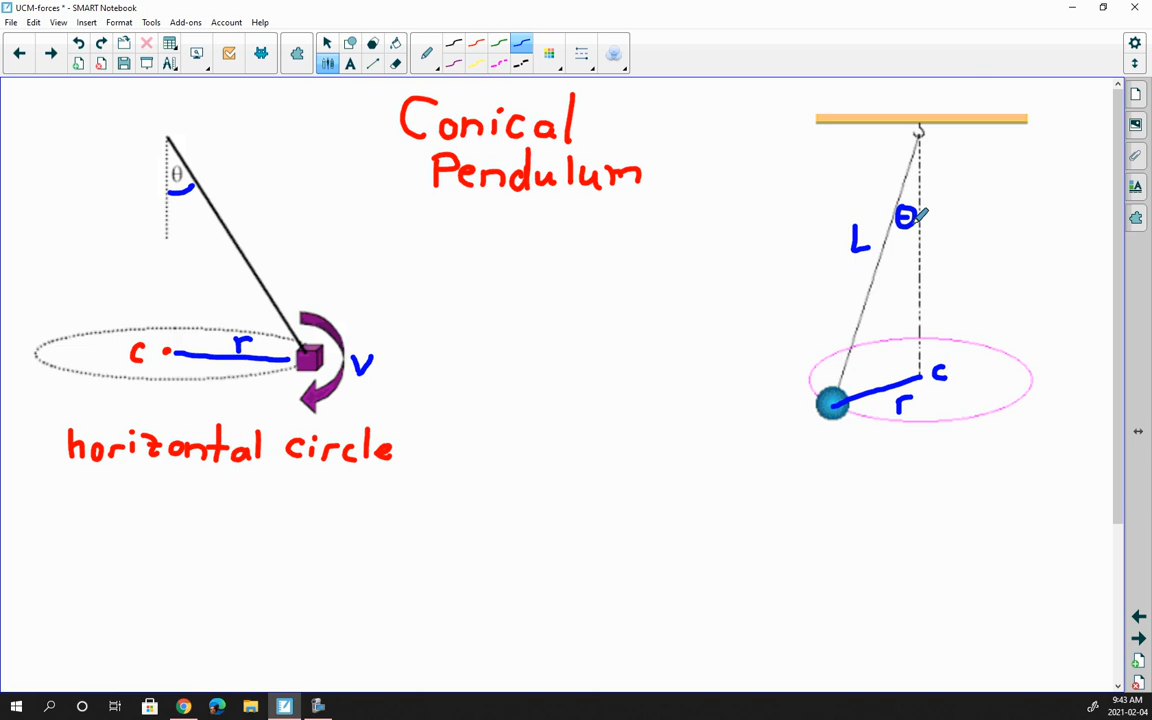 UCM-forces * - SMART Notebook
File Edit View Insert Format Tools Add-ons Account Help
Conical
Pendulum
θ
L
θ
c
r
v
c
r
horizontal circle
9:43 AM
2021-02-04